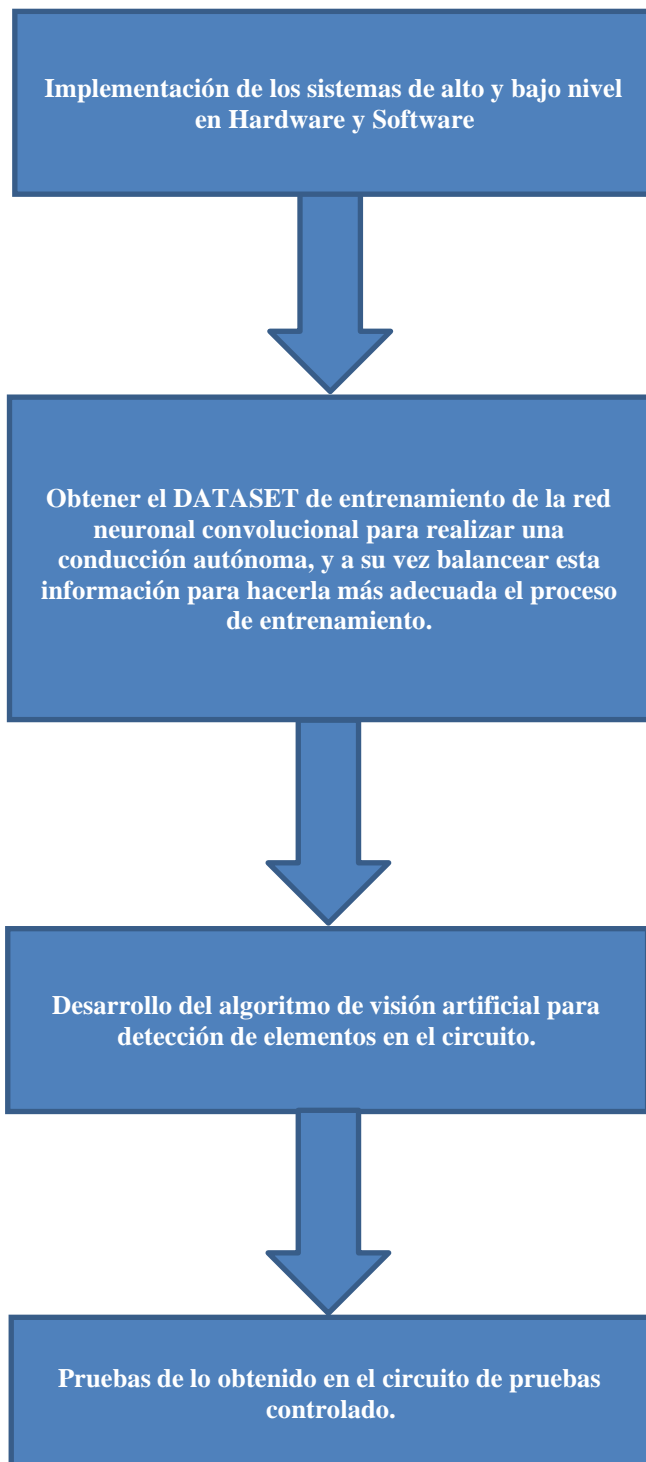 Implementación de los sistemas de alto y bajo nivel
en Hardware y Software
Obtener el DATASET de entrenamiento de la red
neuronal convolucional para realizar una
conducción autónoma, y a su vez balancear esta
información para hacerla más adecuada el proceso
de entrenamiento.
Desarrollo del algoritmo de visión artificial para
detección de elementos en el circuito.
Pruebas de lo obtenido en el circuito de pruebas
controlado.